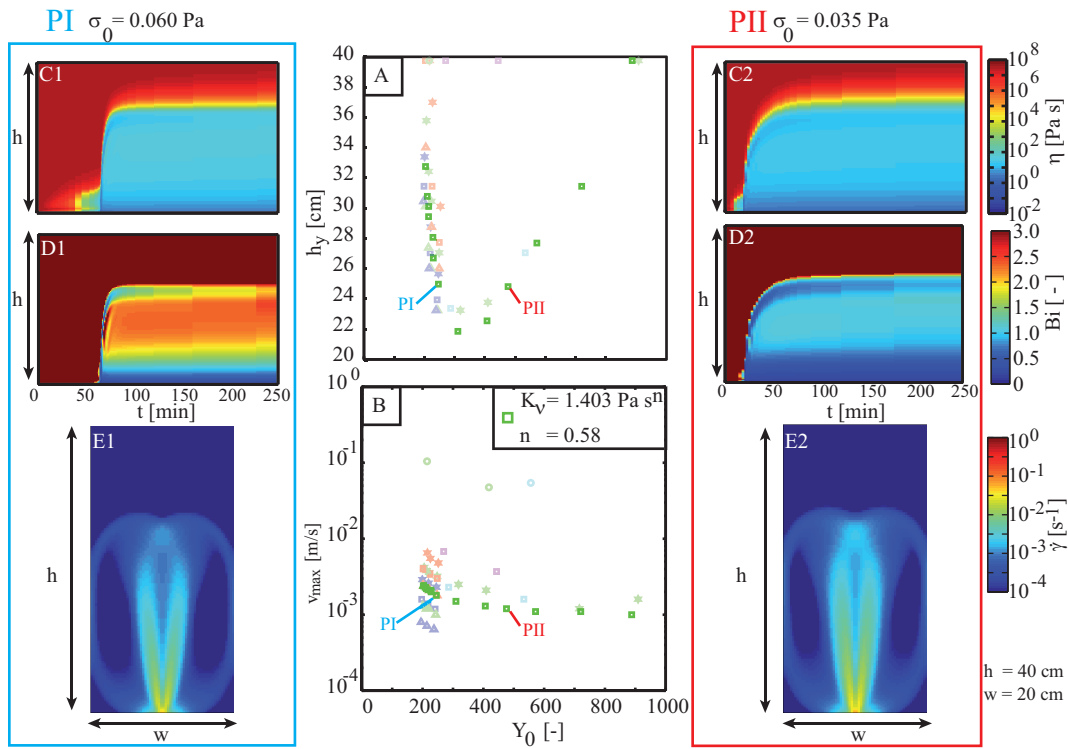 PI σ0 = 0.060 Pa
PII σ0 = 0.035 Pa
C1
h
D1
h
0 50 100 150 200 250
t [min]
E1
h
w
A
40
38
36
34
32
30
28
26
24
22
20
hy [cm]
PI
PII
B
Kν = 1.403 Pa s^n
n = 0.58
10^0
10^-1
10^-2
10^-3
10^-4
vmax [m/s]
PI
PII
0 200 400 600 800 1000
Y0 [-]
C2
h
D2
h
0 50 100 150 200 250
t [min]
E2
h
w
10^8
10^6
10^4
10^2
10^0
10^-2
η [Pa s]
3.0
2.5
2.0
1.5
1.0
0.5
0
Bi [ - ]
10^0
10^-1
10^-2
10^-3
10^-4
γ̇ [s^-1]
h = 40 cm
w = 20 cm